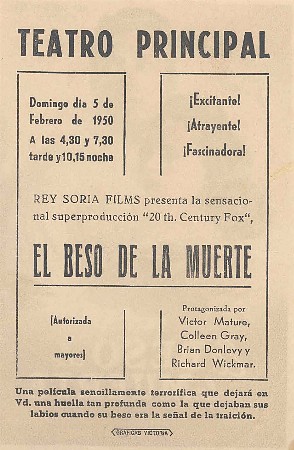 TEATRO PRINCIPAL
Domingo día 5 de
Febrero de 1950
A las 4,30 y 7,30
tarde y 10,15 noche
¡Excitante!
¡Atrayente!
¡Fascinadora!
REY SORIA FILMS presenta la sensacio-
nal superproducción "20 th. Century Fox",
EL BESO DE LA MUERTE
¡Autorizada
a
mayores!
Protagonizada por
Victor Mature,
Colleen Gray,
Brian Donlevy y
Richard Wickmar.
Una película sencillamente terrorífica que dejará en
Vd. una huella tan profunda como la que dejaban sus
labios cuando su beso era la señal de la traición.
GRAFICAS VICTORIA